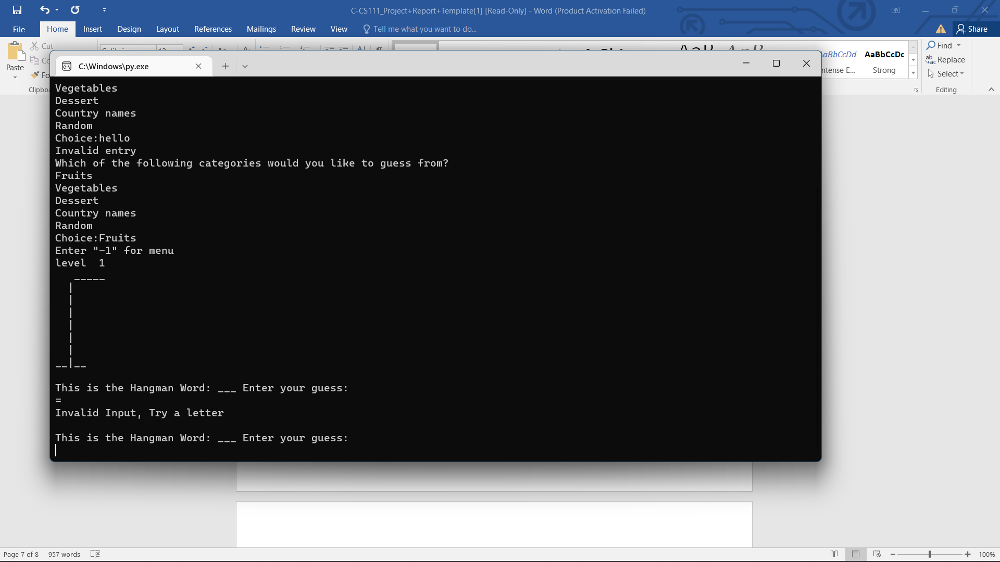 C-CS111_Project+Report+Template[1] [Read-Only] - Word (Product Activation Failed)
File Home Insert Design Layout References Mailings Review View Tell me what you want to do... Share
Cut
Paste
Find
Replace
Select
Editing
AaBbCcDd AaBbCcDc
ntense E... Strong
C:\Windows\py.exe
Vegetables
Dessert
Country names
Random
Choice:hello
Invalid entry
Which of the following categories would you like to guess from?
Fruits
Vegetables
Dessert
Country names
Random
Choice:Fruits
Enter "-1" for menu
level  1
   _____
  |
  |
  |
  |
  |
  |
__|__
This is the Hangman Word: ___ Enter your guess:
=
Invalid Input, Try a letter
This is the Hangman Word: ___ Enter your guess:
Page 7 of 8 957 words 100%